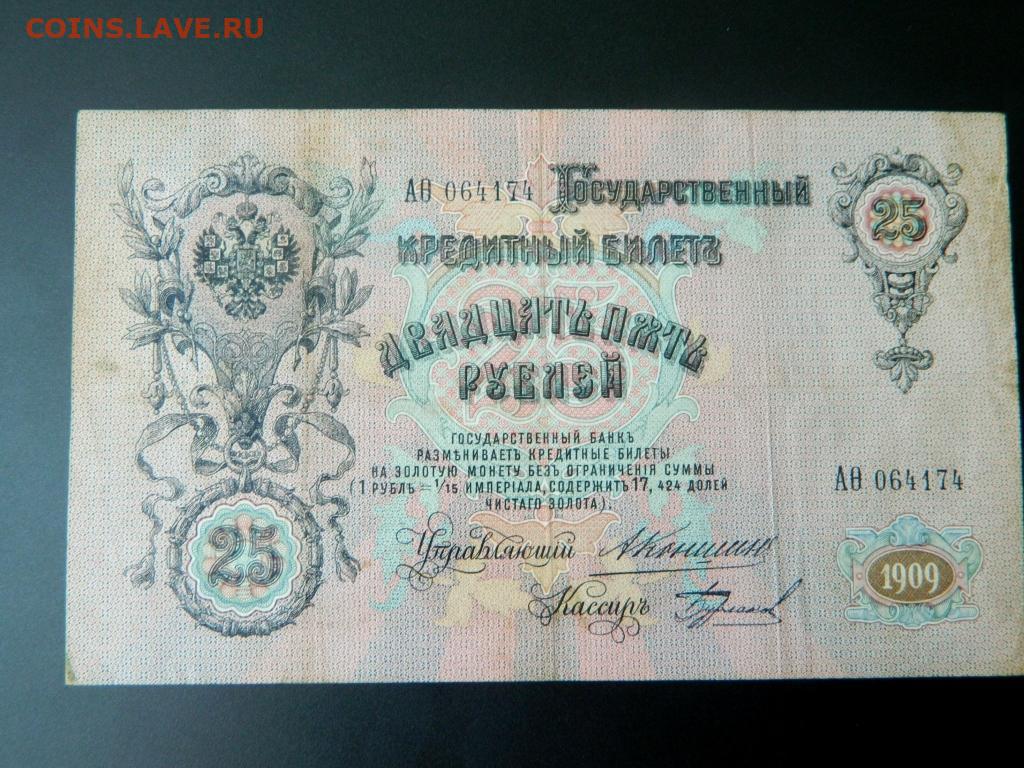 COINS.LAVE.RU
АѲ 064174 Государственный
25
Кредитный Билетъ
Двадцать пять
Рублей
ГОСУДАРСТВЕННЫЙ БАНКЪ
РАЗМѢНИВАЕТЪ КРЕДИТНЫЕ БИЛЕТЫ
НА ЗОЛОТУЮ МОНЕТУ БЕЗЪ ОГРАНИЧЕНІЯ СУММЫ
(1 РУБЛЬ = 1/15 ИМПЕРІАЛА, СОДЕРЖИТЪ 17, 424 ДОЛЕЙ
ЧИСТАГО ЗОЛОТА).
АѲ 064174
25
Управляющій АКоншинъ
1909
Кассиръ